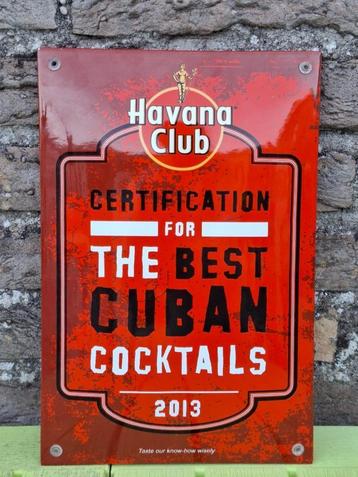 Havana
Club
CERTIFICATION
FOR
THE BEST
CUBAN
COCKTAILS
2013
Taste our know-how wisely